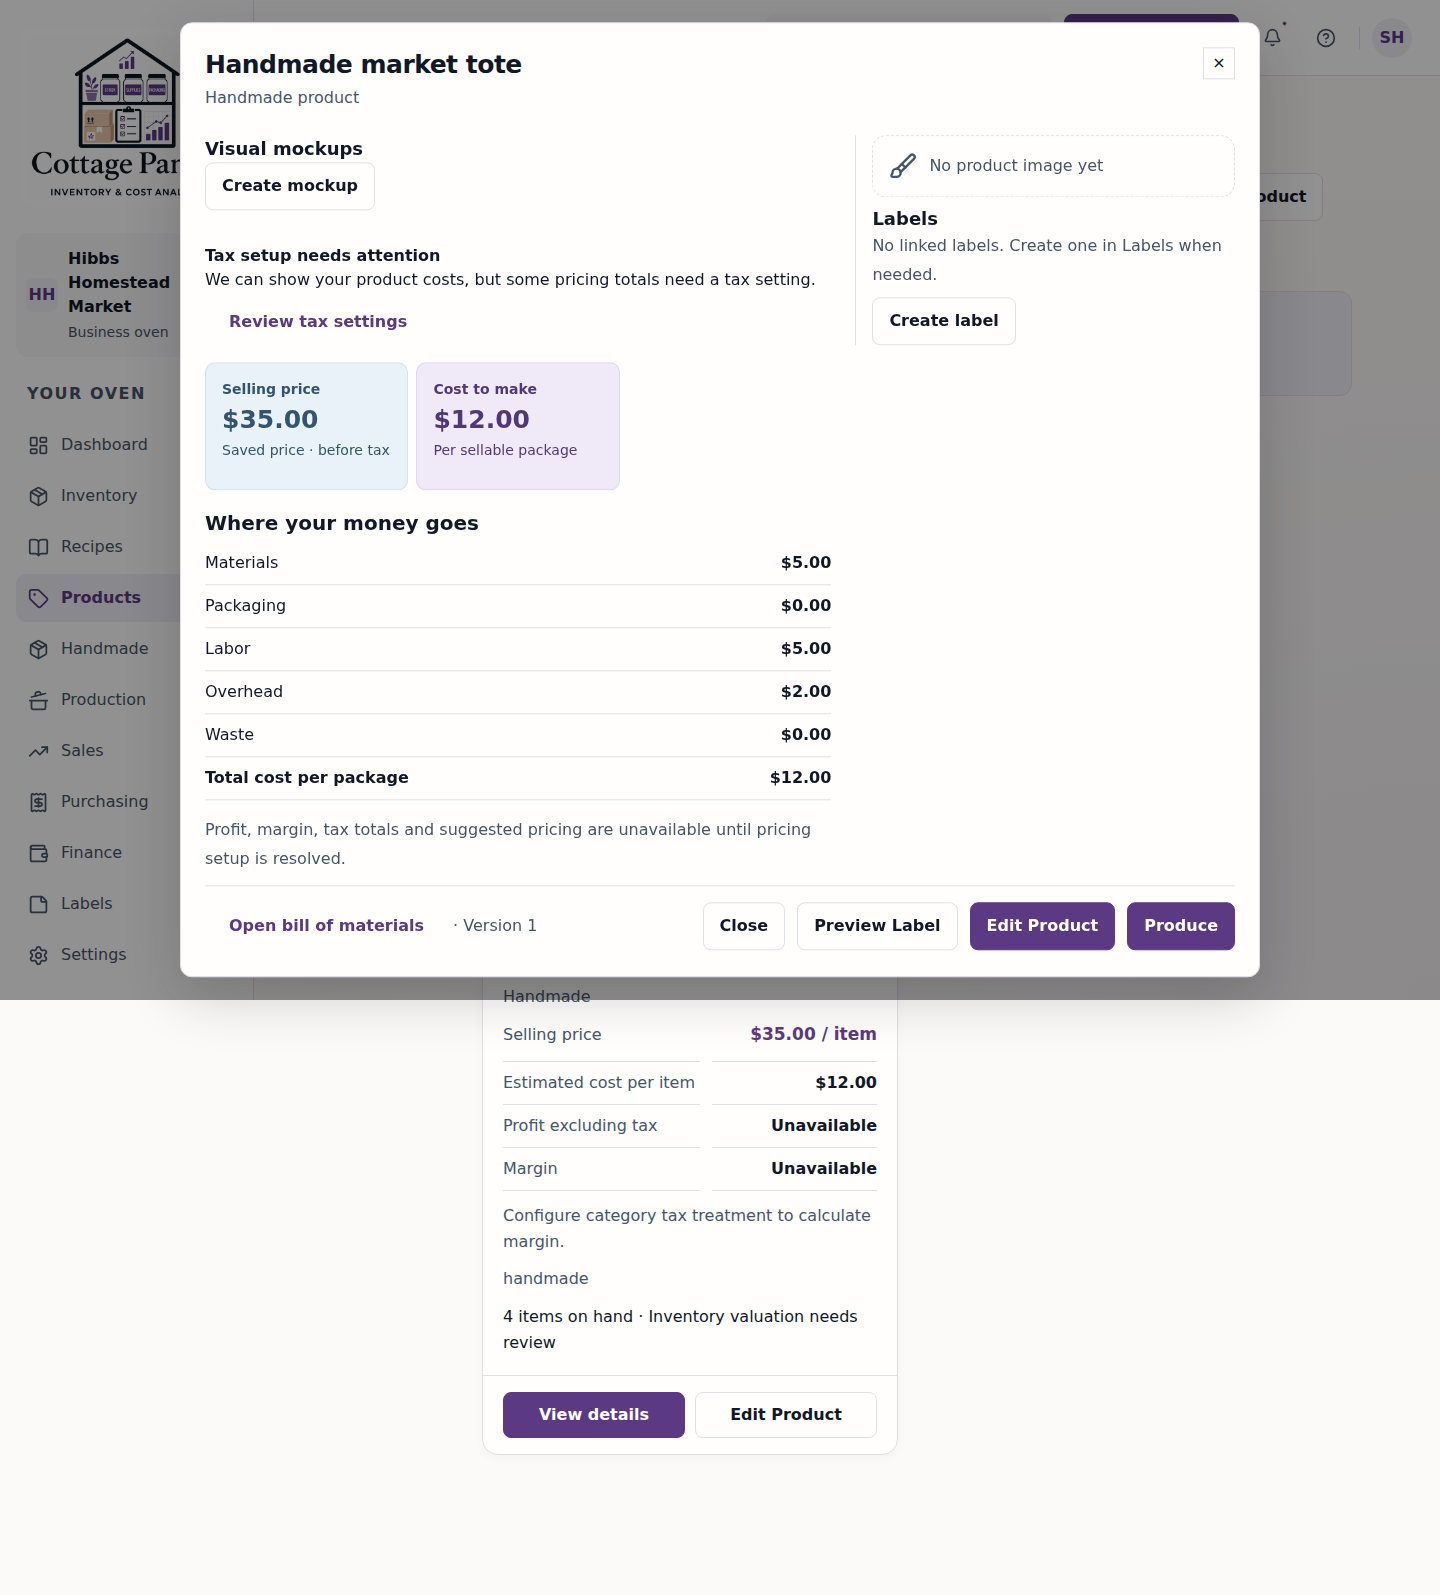 Handmade market tote
Handmade product
×
Visual mockups
Create mockup
Tax setup needs attention
We can show your product costs, but some pricing totals need a tax setting.
Review tax settings
No product image yet
Labels
No linked labels. Create one in Labels when
needed.
Create label
Selling price
$35.00
Saved price · before tax
Cost to make
$12.00
Per sellable package
Where your money goes
Materials $5.00
Packaging $0.00
Labor $5.00
Overhead $2.00
Waste $0.00
Total cost per package $12.00
Profit, margin, tax totals and suggested pricing are unavailable until pricing
setup is resolved.
Open bill of materials · Version 1
Close
Preview Label
Edit Product
Produce
Cottage Pan
INVENTORY & COST ANAL
HH
Hibbs
Homestead
Market
Business oven
YOUR OVEN
Dashboard
Inventory
Recipes
Products
Handmade
Production
Sales
Purchasing
Finance
Labels
Settings
SH
oduct
Handmade
Selling price $35.00 / item
Estimated cost per item $12.00
Profit excluding tax Unavailable
Margin Unavailable
Configure category tax treatment to calculate
margin.
handmade
4 items on hand · Inventory valuation needs
review
View details
Edit Product